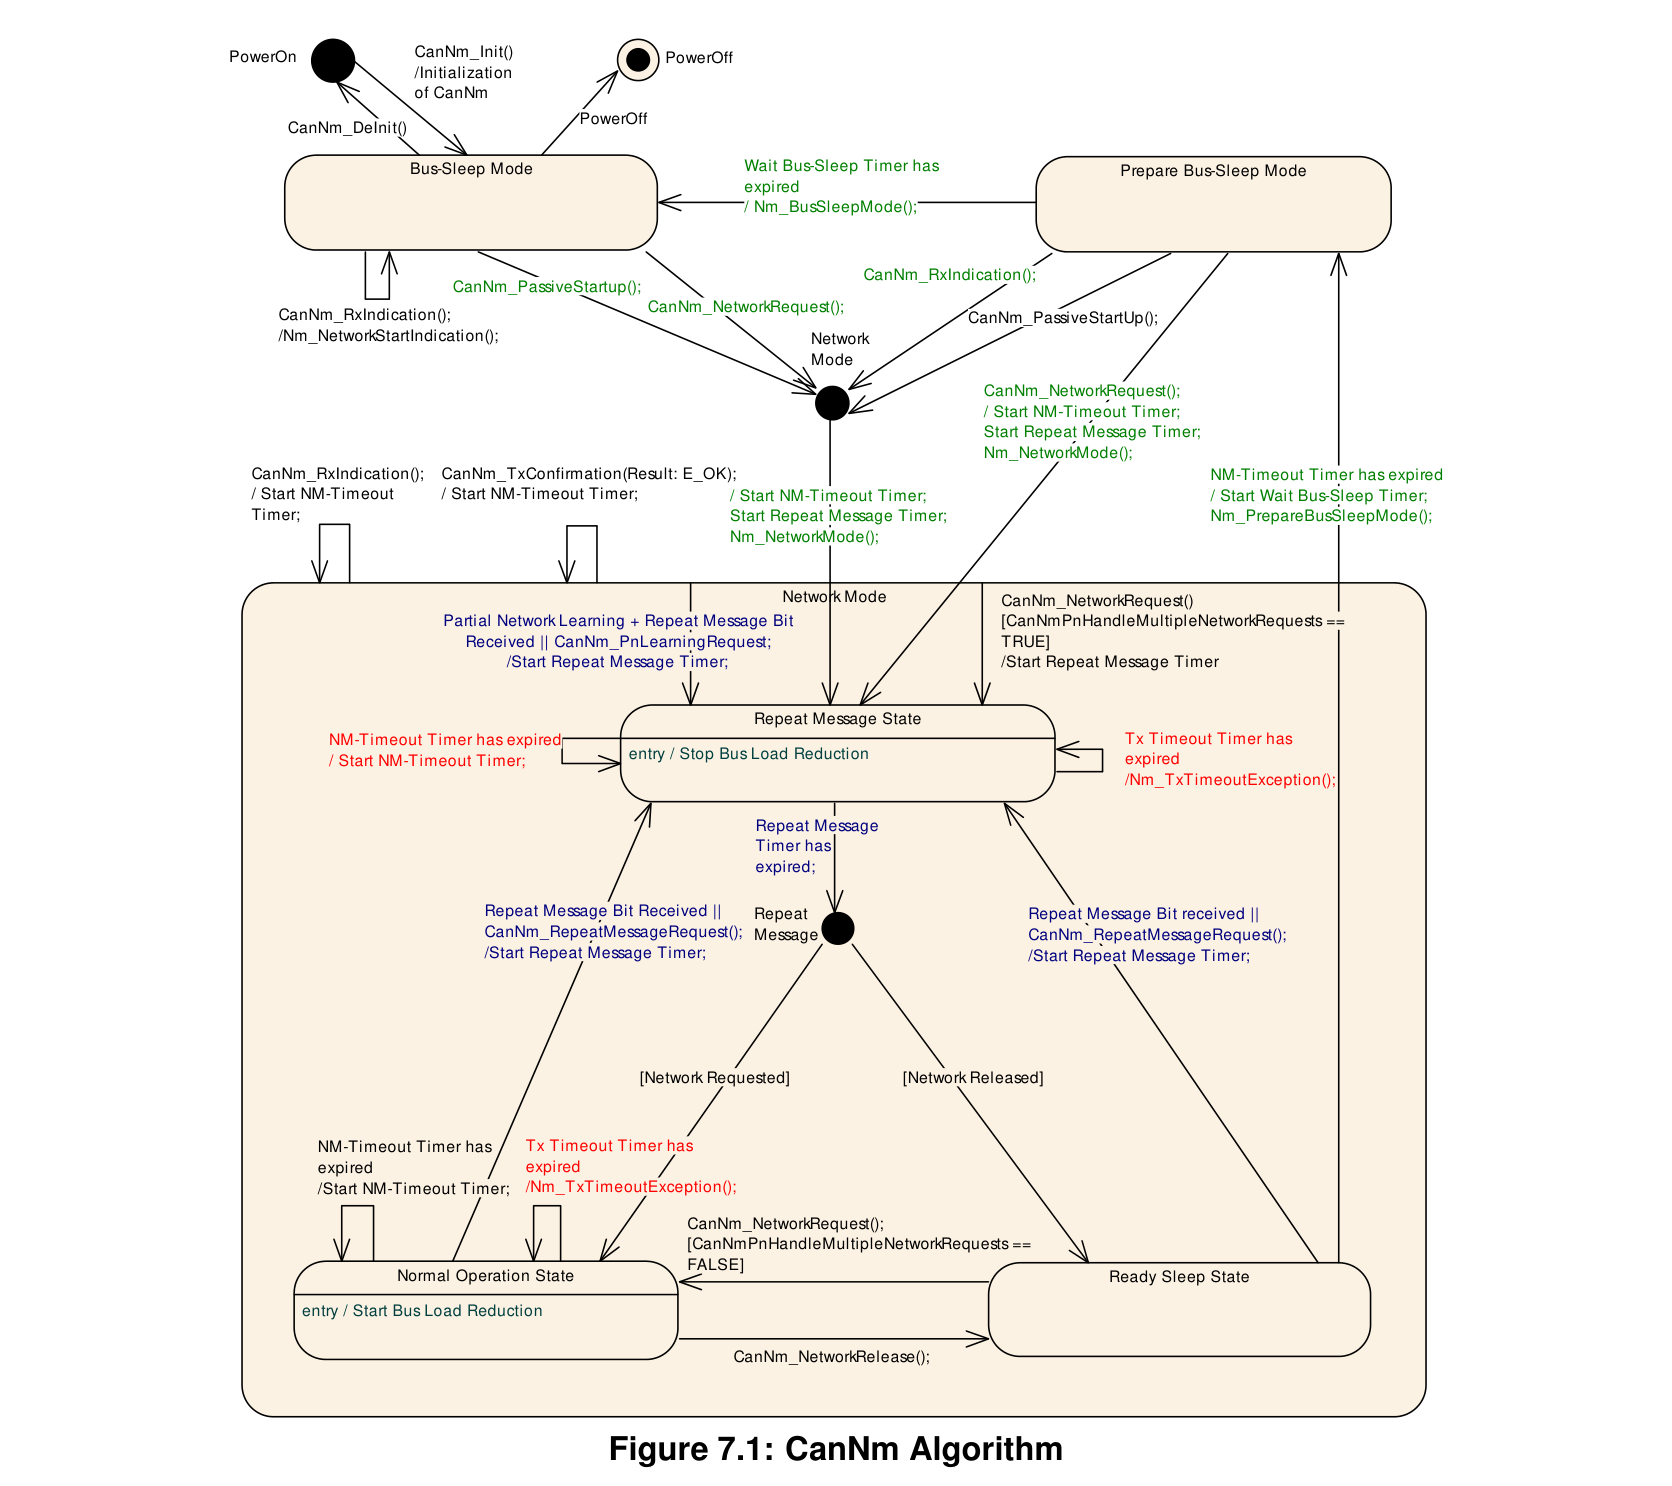 PowerOn
CanNm_Init()
/Initialization
of CanNm
PowerOff
CanNm_DeInit()
PowerOff
Bus-Sleep Mode
Wait Bus-Sleep Timer has
expired
/ Nm_BusSleepMode();
Prepare Bus-Sleep Mode
CanNm_RxIndication();
/Nm_NetworkStartIndication();
CanNm_PassiveStartup();
CanNm_NetworkRequest();
CanNm_RxIndication();
CanNm_PassiveStartUp();
Network
Mode
CanNm_NetworkRequest();
/ Start NM-Timeout Timer;
Start Repeat Message Timer;
Nm_NetworkMode();
CanNm_RxIndication();
/ Start NM-Timeout
Timer;
CanNm_TxConfirmation(Result: E_OK);
/ Start NM-Timeout Timer;
/ Start NM-Timeout Timer;
Start Repeat Message Timer;
Nm_NetworkMode();
NM-Timeout Timer has expired
/ Start Wait Bus-Sleep Timer;
Nm_PrepareBusSleepMode();
Network Mode
Partial Network Learning + Repeat Message Bit
Received || CanNm_PnLearningRequest;
/Start Repeat Message Timer;
CanNm_NetworkRequest()
[CanNmPnHandleMultipleNetworkRequests ==
TRUE]
/Start Repeat Message Timer
Repeat Message State
entry / Stop Bus Load Reduction
NM-Timeout Timer has expired
/ Start NM-Timeout Timer;
Tx Timeout Timer has
expired
/Nm_TxTimeoutException();
Repeat Message
Timer has
expired;
Repeat Message Bit Received ||
CanNm_RepeatMessageRequest();
/Start Repeat Message Timer;
Repeat
Message
Repeat Message Bit received ||
CanNm_RepeatMessageRequest();
/Start Repeat Message Timer;
[Network Requested]
[Network Released]
NM-Timeout Timer has
expired
/Start NM-Timeout Timer;
Tx Timeout Timer has
expired
/Nm_TxTimeoutException();
CanNm_NetworkRequest();
[CanNmPnHandleMultipleNetworkRequests ==
FALSE]
Normal Operation State
entry / Start Bus Load Reduction
Ready Sleep State
CanNm_NetworkRelease();
Figure 7.1: CanNm Algorithm